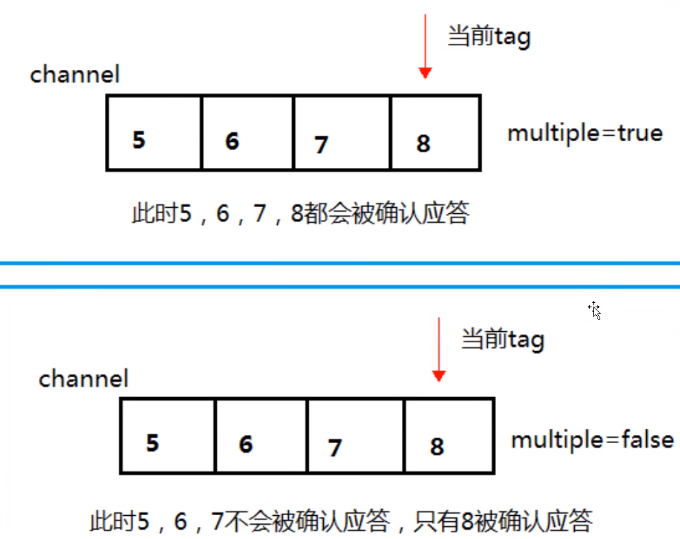 当前tag
channel
5 6 7 8 multiple=true
此时5，6，7，8都会被确认应答
当前tag
channel
5 6 7 8 multiple=false
此时5，6，7不会被确认应答，只有8被确认应答